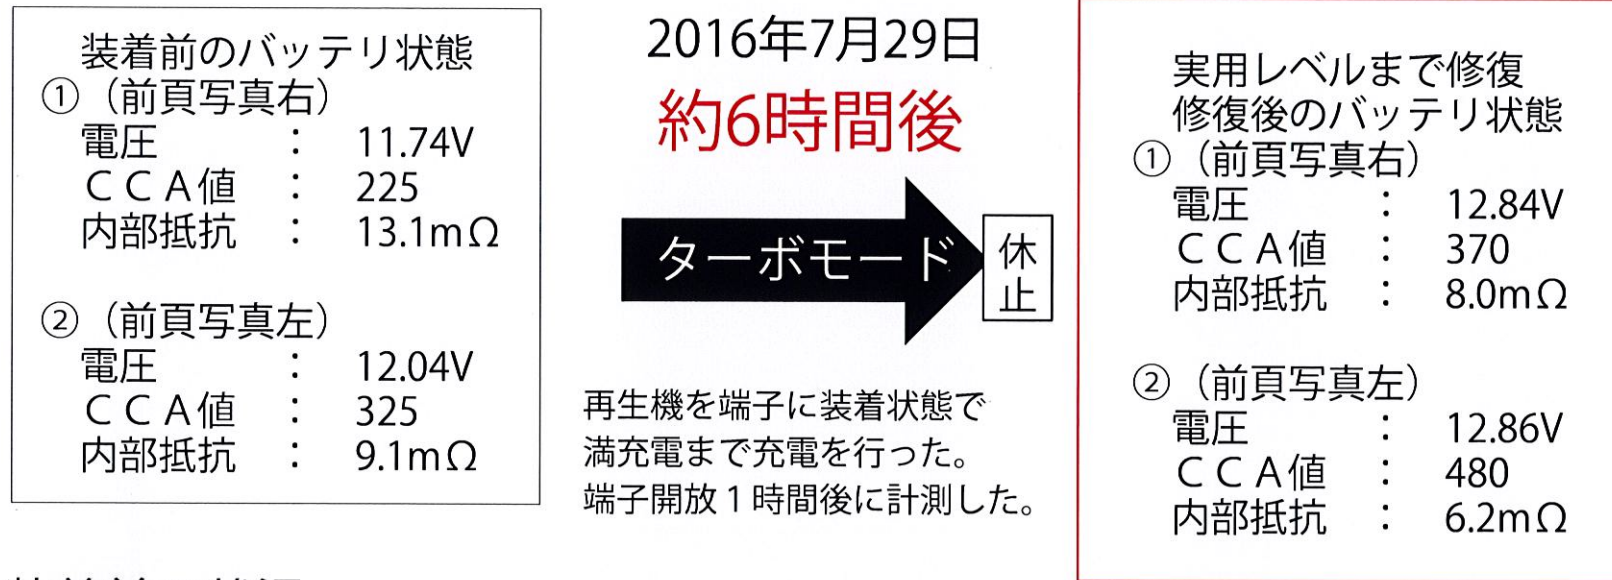 装着前のバッテリ状態
①（前頁写真右）
電圧 ： 11.74V
ＣＣＡ値 ： 225
内部抵抗 ： 13.1mΩ
②（前頁写真左）
電圧 ： 12.04V
ＣＣＡ値 ： 325
内部抵抗 ： 9.1mΩ
2016年7月29日
約6時間後
ターボモード
休止
再生機を端子に装着状態で
満充電まで充電を行った。
端子開放１時間後に計測した。
実用レベルまで修復
修復後のバッテリ状態
①（前頁写真右）
電圧 ： 12.84V
ＣＣＡ値 ： 370
内部抵抗 ： 8.0mΩ
②（前頁写真左）
電圧 ： 12.86V
ＣＣＡ値 ： 480
内部抵抗 ： 6.2mΩ